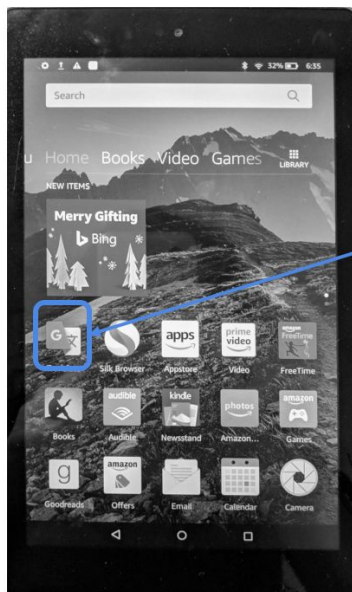 32% 6:35
Search
u Home Books Video Games
LIBRARY
NEW ITEMS
Merry Gifting
Bing
G 文
apps
prime
video
amazon
FreeTime
Silk Browser
Appstore
Video
FreeTime
audible
kindle
photos
amazon
Books
Audible
Newsstand
Amazon...
Games
g
amazon
Goodreads
Offers
Email
Calendar
Camera